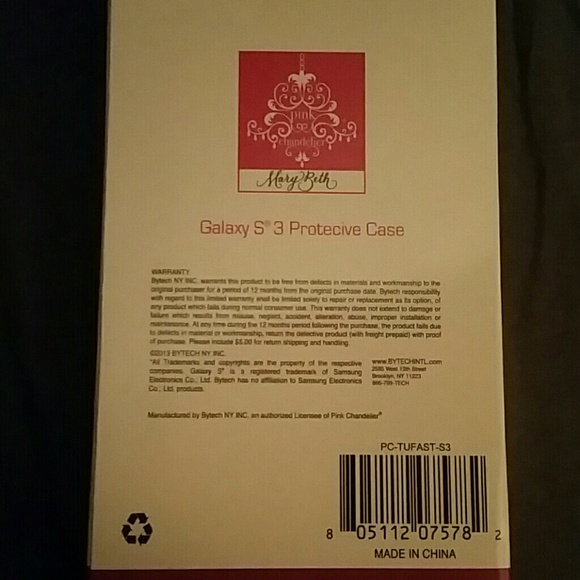 pink
chandelier
Mary Beth
Galaxy S® 3 Protecive Case
WARRANTY
Bytech NY INC. warrants this product to be free from defects in materials and workmanship to the
original purchaser for a period of 12 months from the original purchase date. Bytech responsibility
with regard to this limited warranty shall be limited solely to repair or replacement as its option, of
any product which fails during normal consumer use. This warranty does not extend to damage or
failure which results from misuse, neglect, accident, alteration, abuse, improper installation or
maintenance. At any time during the 12 months period following the purchase, the product fails due
to defects in material or workmanship, return the defective product (with freight prepaid) with proof
of purchase. Please include $5.00 for return shipping and handling.
©2013 BYTECH NY INC.
"All Trademarks and copyrights are the property of the respective
companies. Galaxy S® is a registered trademark of Samsung
Electronics Co., Ltd. Bytech has no affiliation to Samsung Electronics
Co., Ltd. products.
www.BYTECHINTL.com
2585 West 13th Street
Brooklyn, NY 11223
866-799-TECH
Manufactured by Bytech NY INC. an authorized Licensee of Pink Chandelier®
PC-TUFAST-S3
8 05112 07578 2
MADE IN CHINA